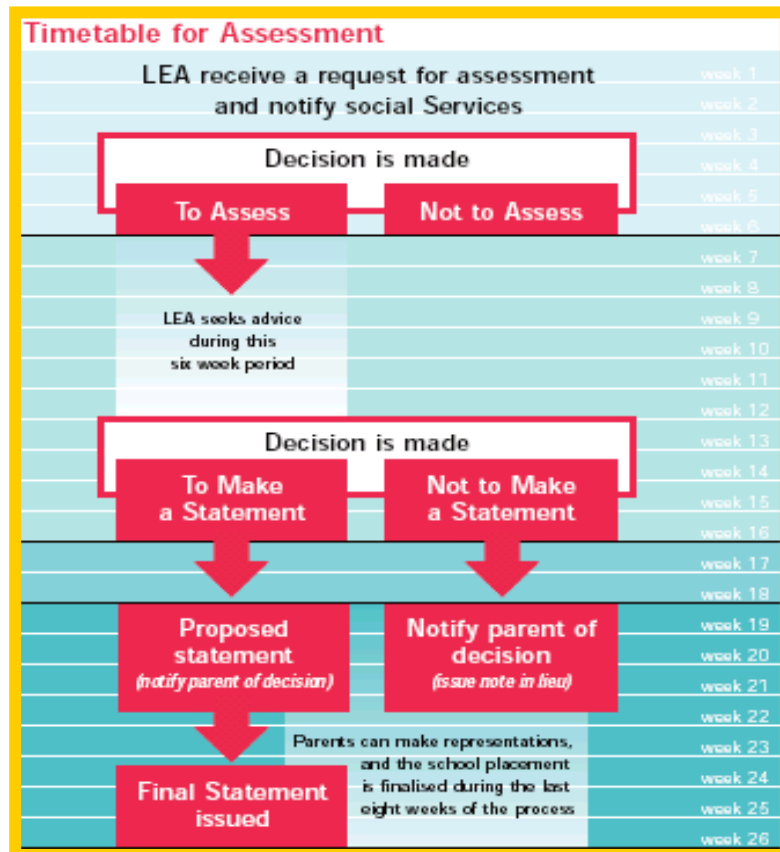 Timetable for Assessment
LEA receive a request for assessment
and notify social Services
week 1
week 2
week 3
Decision is made
week 4
To Assess
Not to Assess
week 5
week 6
week 7
week 8
LEA seeks advice
during this
six week period
week 9
week 10
week 11
week 12
Decision is made
week 13
To Make
a Statement
Not to Make
a Statement
week 14
week 15
week 16
week 17
week 18
Proposed
statement
(notify parent of decision)
Notify parent of
decision
(issue note in lieu)
week 19
week 20
week 21
week 22
Parents can make representations,
and the school placement
is finalised during the last
eight weeks of the process
week 23
week 24
Final Statement
issued
week 25
week 26